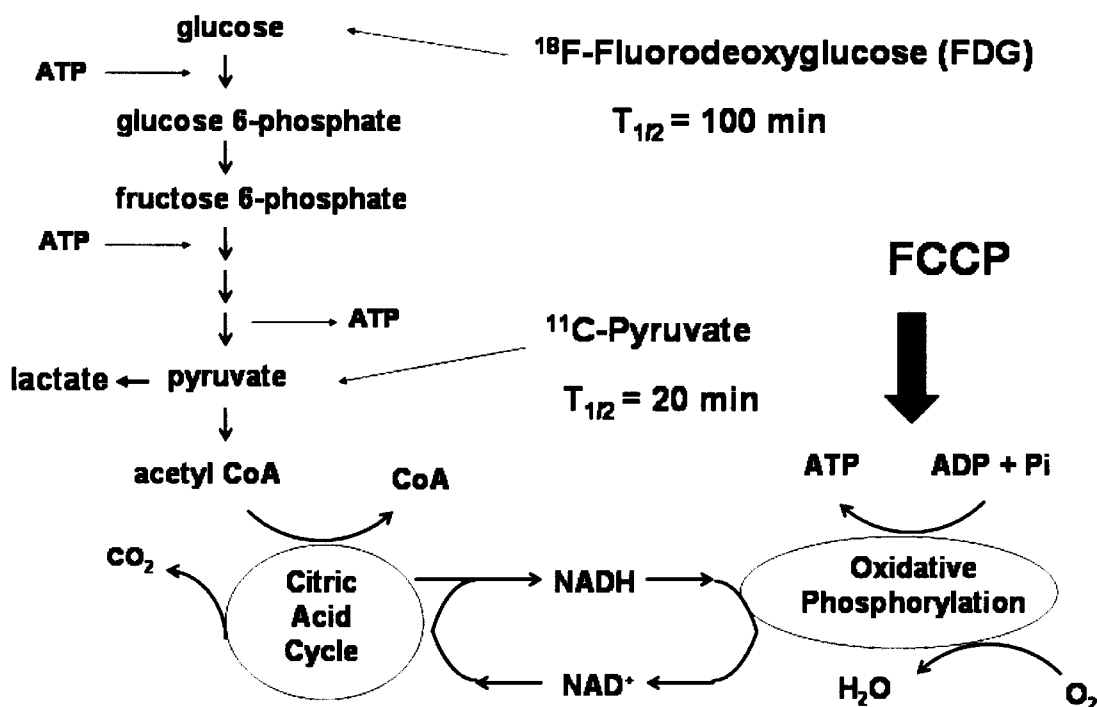 glucose
¹⁸F-Fluorodeoxyglucose (FDG)
ATP
glucose 6-phosphate
T₁/₂ = 100 min
fructose 6-phosphate
ATP
FCCP
ATP
¹¹C-Pyruvate
lactate
pyruvate
T₁/₂ = 20 min
acetyl CoA
CoA
ATP
ADP + Pi
CO₂
Citric
Acid
Cycle
NADH
Oxidative
Phosphorylation
NAD⁺
H₂O
O₂